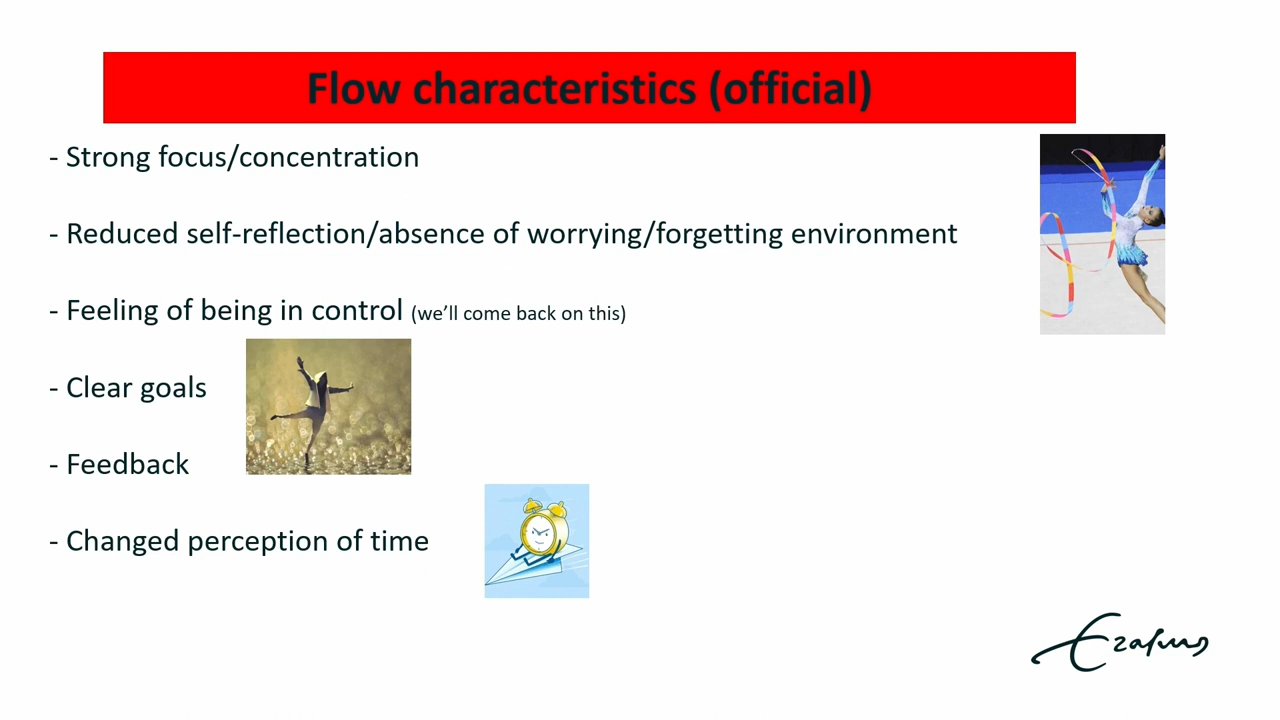 Flow characteristics (official)
- Strong focus/concentration
- Reduced self-reflection/absence of worrying/forgetting environment
- Feeling of being in control (we’ll come back on this)
- Clear goals
- Feedback
- Changed perception of time
Erasmus